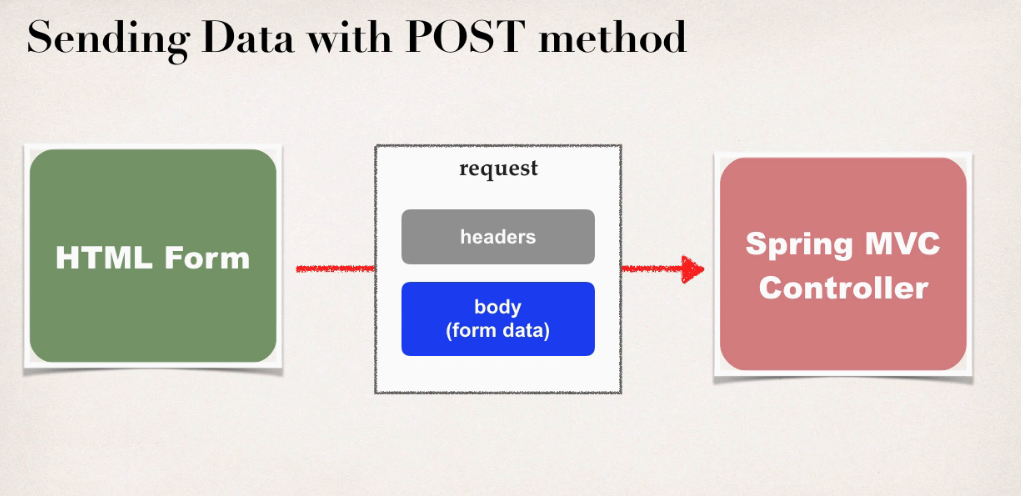 Sending Data with POST method
HTML Form
request
headers
body
(form data)
Spring MVC
Controller